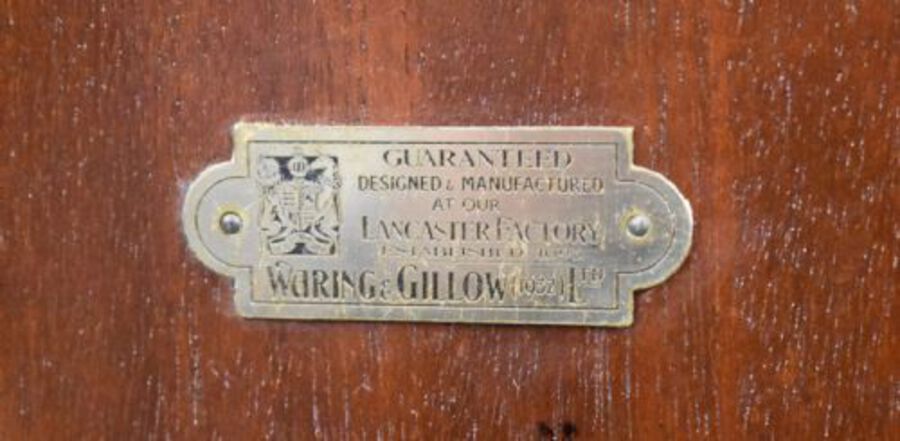 GUARANTEED
DESIGNED & MANUFACTURED
AT OUR
LANCASTER FACTORY
ESTABLISHED
WARING & GILLOW (1932) LTD